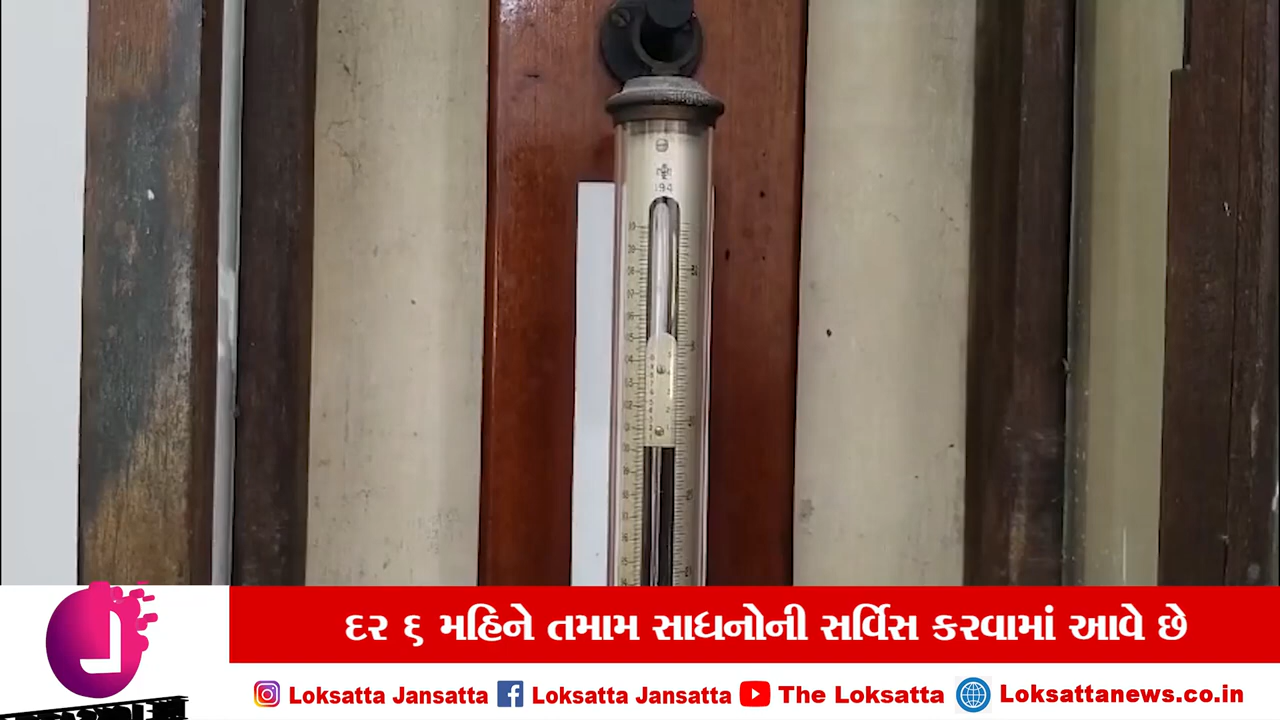 દર ૬ મહિને તમામ સાધનોની સર્વિસ કરવામાં આવે છે
Loksatta Jansatta Loksatta Jansatta The Loksatta Loksattanews.co.in